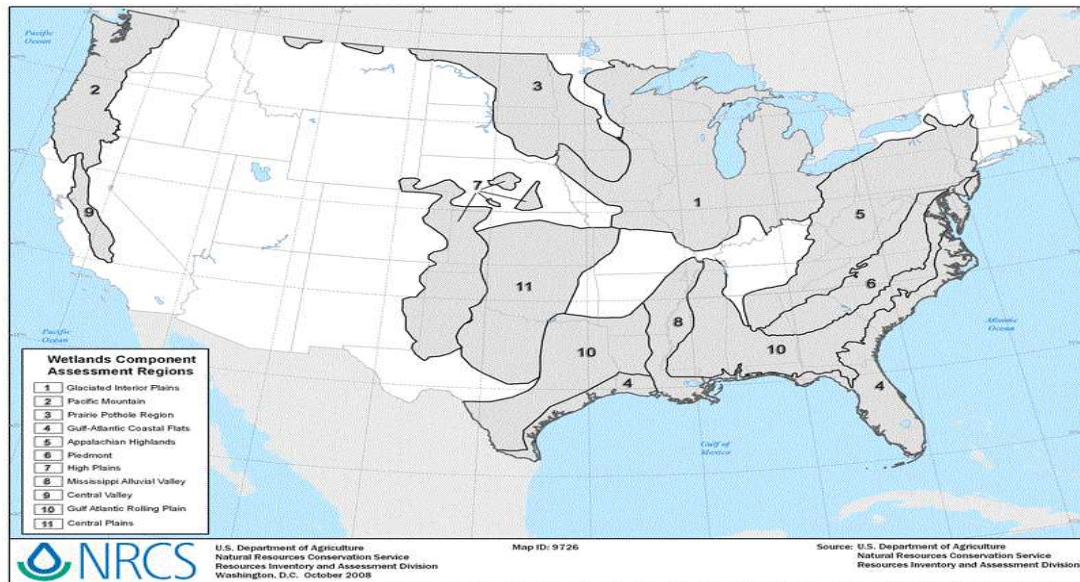 Pacific
Ocean
2
3
7
1
9
5
11
6
8
10
10
4
4
Pacific
Ocean
Atlantic
Ocean
Gulf of
Mexico
Wetlands Component
Assessment Regions
1 Glaciated Interior Plains
2 Pacific Mountain
3 Prairie Pothole Region
4 Gulf-Atlantic Coastal Flats
5 Appalachian Highlands
6 Piedmont
7 High Plains
8 Mississippi Alluvial Valley
9 Central Valley
10 Gulf Atlantic Rolling Plain
11 Central Plains
NRCS
U.S. Department of Agriculture
Natural Resources Conservation Service
Resources Inventory and Assessment Division
Washington, D.C. October 2008
Map ID: 9726
Source: U.S. Department of Agriculture
Natural Resources Conservation Service
Resources Inventory and Assessment Division